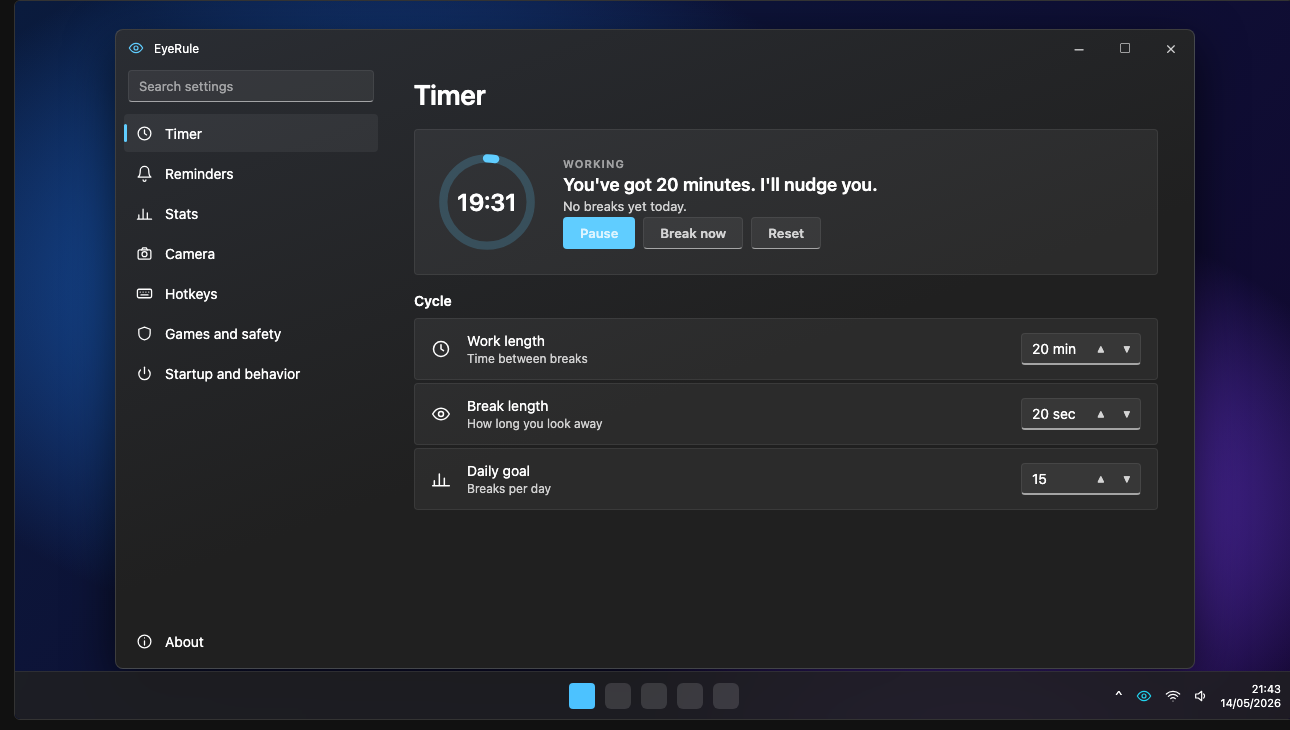 EyeRule
Search settings
Timer
Reminders
Stats
Camera
Hotkeys
Games and safety
Startup and behavior
About
Timer
19:31
WORKING
You've got 20 minutes. I'll nudge you.
No breaks yet today.
Pause
Break now
Reset
Cycle
Work length
Time between breaks
20 min
Break length
How long you look away
20 sec
Daily goal
Breaks per day
15
21:43
14/05/2026